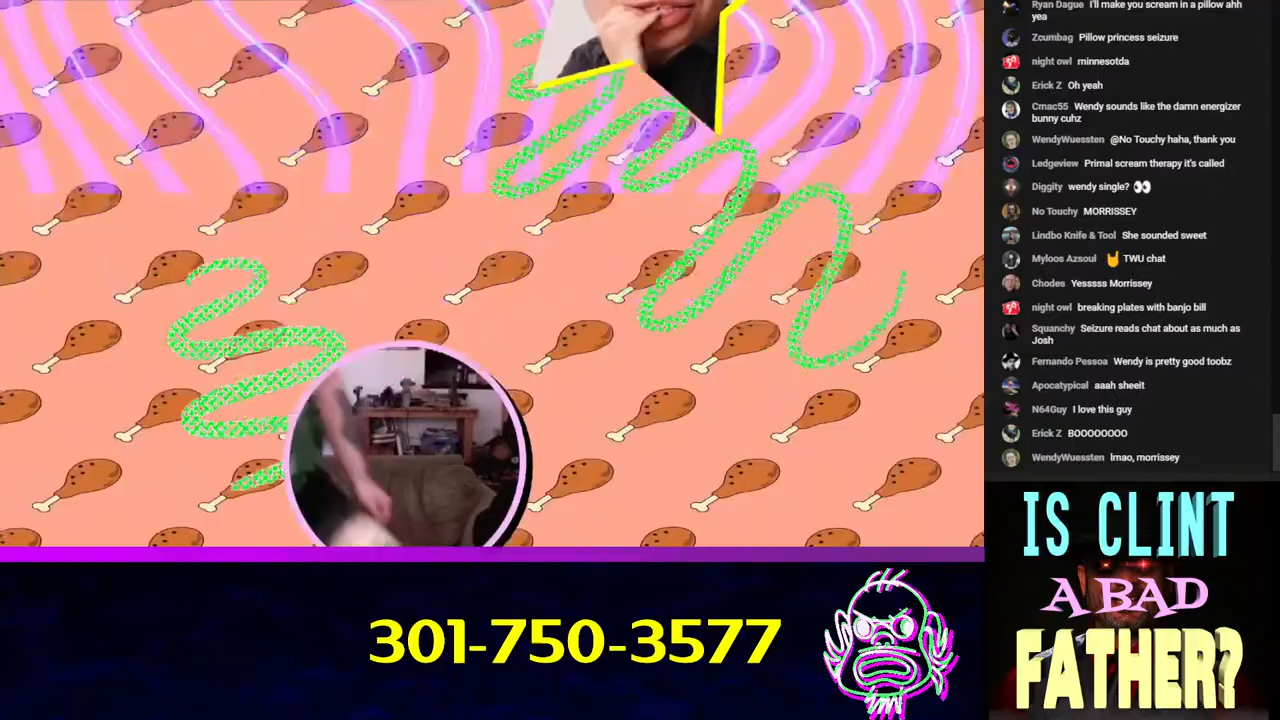 Ryan Dague I'll make you scream in a pillow ahh
yea
Zcumbag Pillow princess seizure
night owl minnesotda
Erick Z Oh yeah
Cmac55 Wendy sounds like the damn energizer
bunny cuhz
WendyWuessten @No Touchy haha, thank you
Ledgeview Primal scream therapy it's called
Diggity wendy single? 👀
No Touchy MORRISSEY
Lindbo Knife & Tool She sounded sweet
Myloos Azsoul 🤘 TWU chat
Chodes Yesssss Morrissey
night owl breaking plates with banjo bill
Squanchy Seizure reads chat about as much as
Josh
Fernando Pessoa Wendy is pretty good toobz
Apocatypical aaah sheeit
N64Guy I love this guy
Erick Z BOOOOOOOO
WendyWuessten lmao, morrissey
301-750-3577
IS CLINT
A BAD
FATHER?